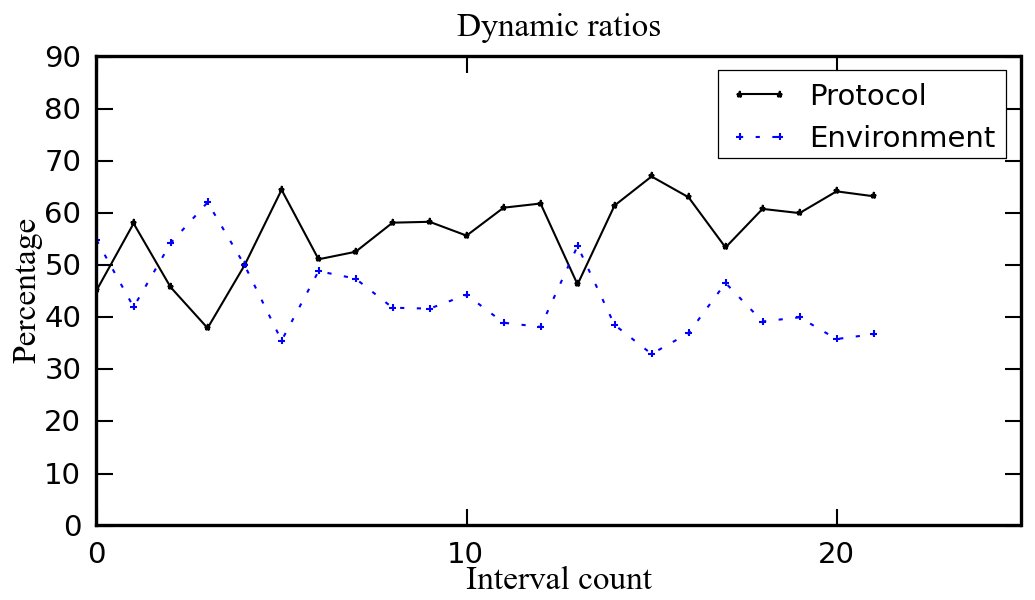 Dynamic ratios
90
80
70
60
50
40
30
20
10
0
Percentage
Protocol
Environment
0 10 20
Interval count